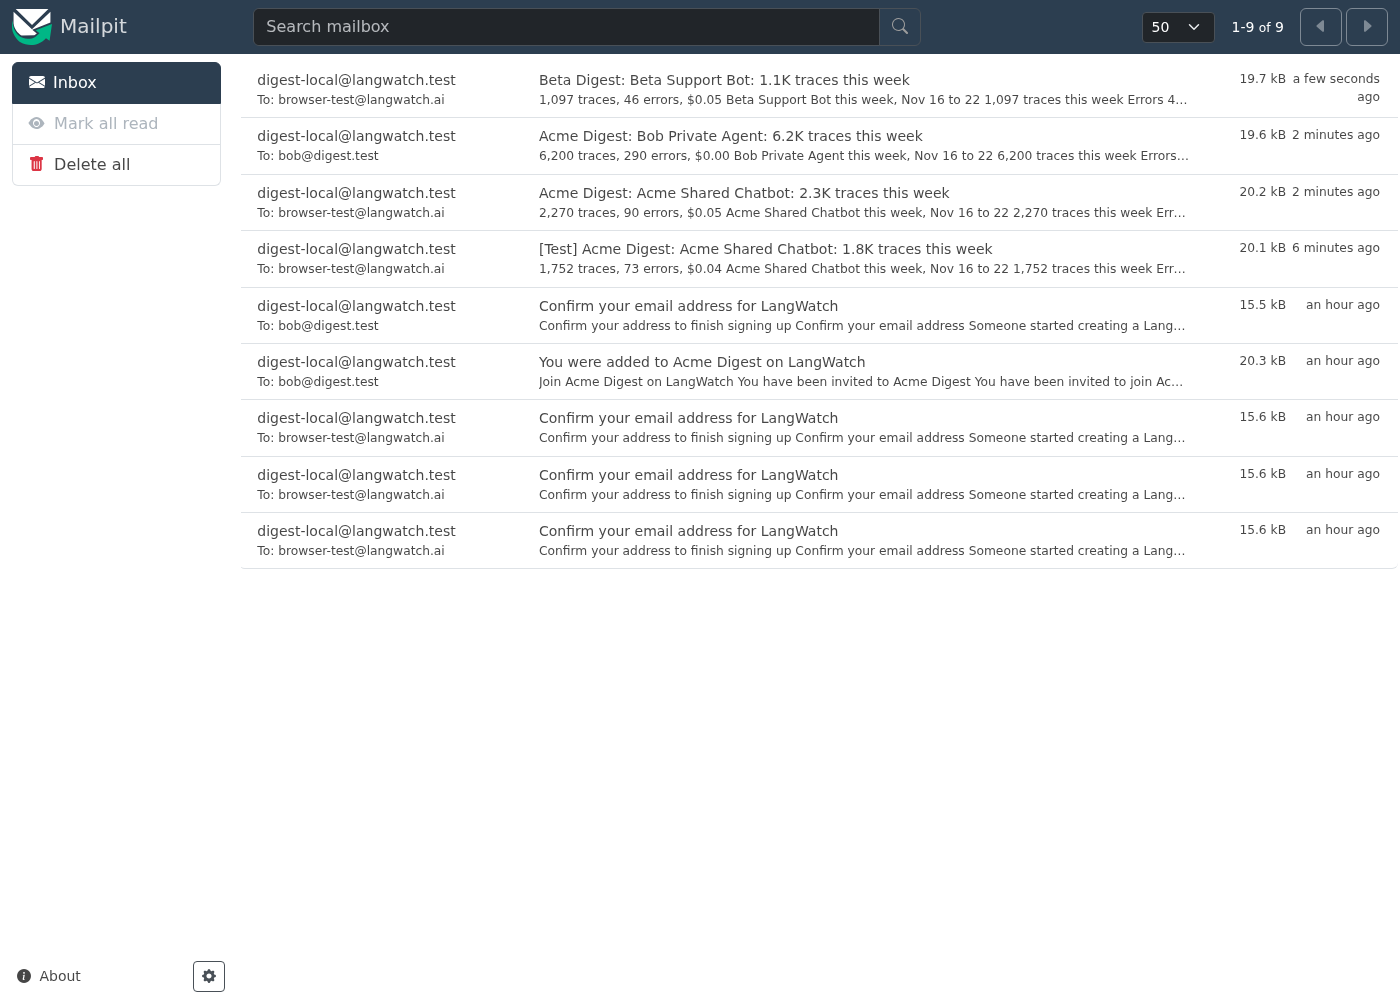 Mailpit
Search mailbox
50
1-9 of 9
Inbox
Mark all read
Delete all
digest-local@langwatch.test
To: browser-test@langwatch.ai
Beta Digest: Beta Support Bot: 1.1K traces this week
1,097 traces, 46 errors, $0.05 Beta Support Bot this week, Nov 16 to 22 1,097 traces this week Errors 4…
19.7 kB
a few seconds
ago
digest-local@langwatch.test
To: bob@digest.test
Acme Digest: Bob Private Agent: 6.2K traces this week
6,200 traces, 290 errors, $0.00 Bob Private Agent this week, Nov 16 to 22 6,200 traces this week Errors…
19.6 kB
2 minutes ago
digest-local@langwatch.test
To: browser-test@langwatch.ai
Acme Digest: Acme Shared Chatbot: 2.3K traces this week
2,270 traces, 90 errors, $0.05 Acme Shared Chatbot this week, Nov 16 to 22 2,270 traces this week Err…
20.2 kB
2 minutes ago
digest-local@langwatch.test
To: browser-test@langwatch.ai
[Test] Acme Digest: Acme Shared Chatbot: 1.8K traces this week
1,752 traces, 73 errors, $0.04 Acme Shared Chatbot this week, Nov 16 to 22 1,752 traces this week Err…
20.1 kB
6 minutes ago
digest-local@langwatch.test
To: bob@digest.test
Confirm your email address for LangWatch
Confirm your address to finish signing up Confirm your email address Someone started creating a Lang…
15.5 kB
an hour ago
digest-local@langwatch.test
To: bob@digest.test
You were added to Acme Digest on LangWatch
Join Acme Digest on LangWatch You have been invited to Acme Digest You have been invited to join Ac…
20.3 kB
an hour ago
digest-local@langwatch.test
To: browser-test@langwatch.ai
Confirm your email address for LangWatch
Confirm your address to finish signing up Confirm your email address Someone started creating a Lang…
15.6 kB
an hour ago
digest-local@langwatch.test
To: browser-test@langwatch.ai
Confirm your email address for LangWatch
Confirm your address to finish signing up Confirm your email address Someone started creating a Lang…
15.6 kB
an hour ago
digest-local@langwatch.test
To: browser-test@langwatch.ai
Confirm your email address for LangWatch
Confirm your address to finish signing up Confirm your email address Someone started creating a Lang…
15.6 kB
an hour ago
About